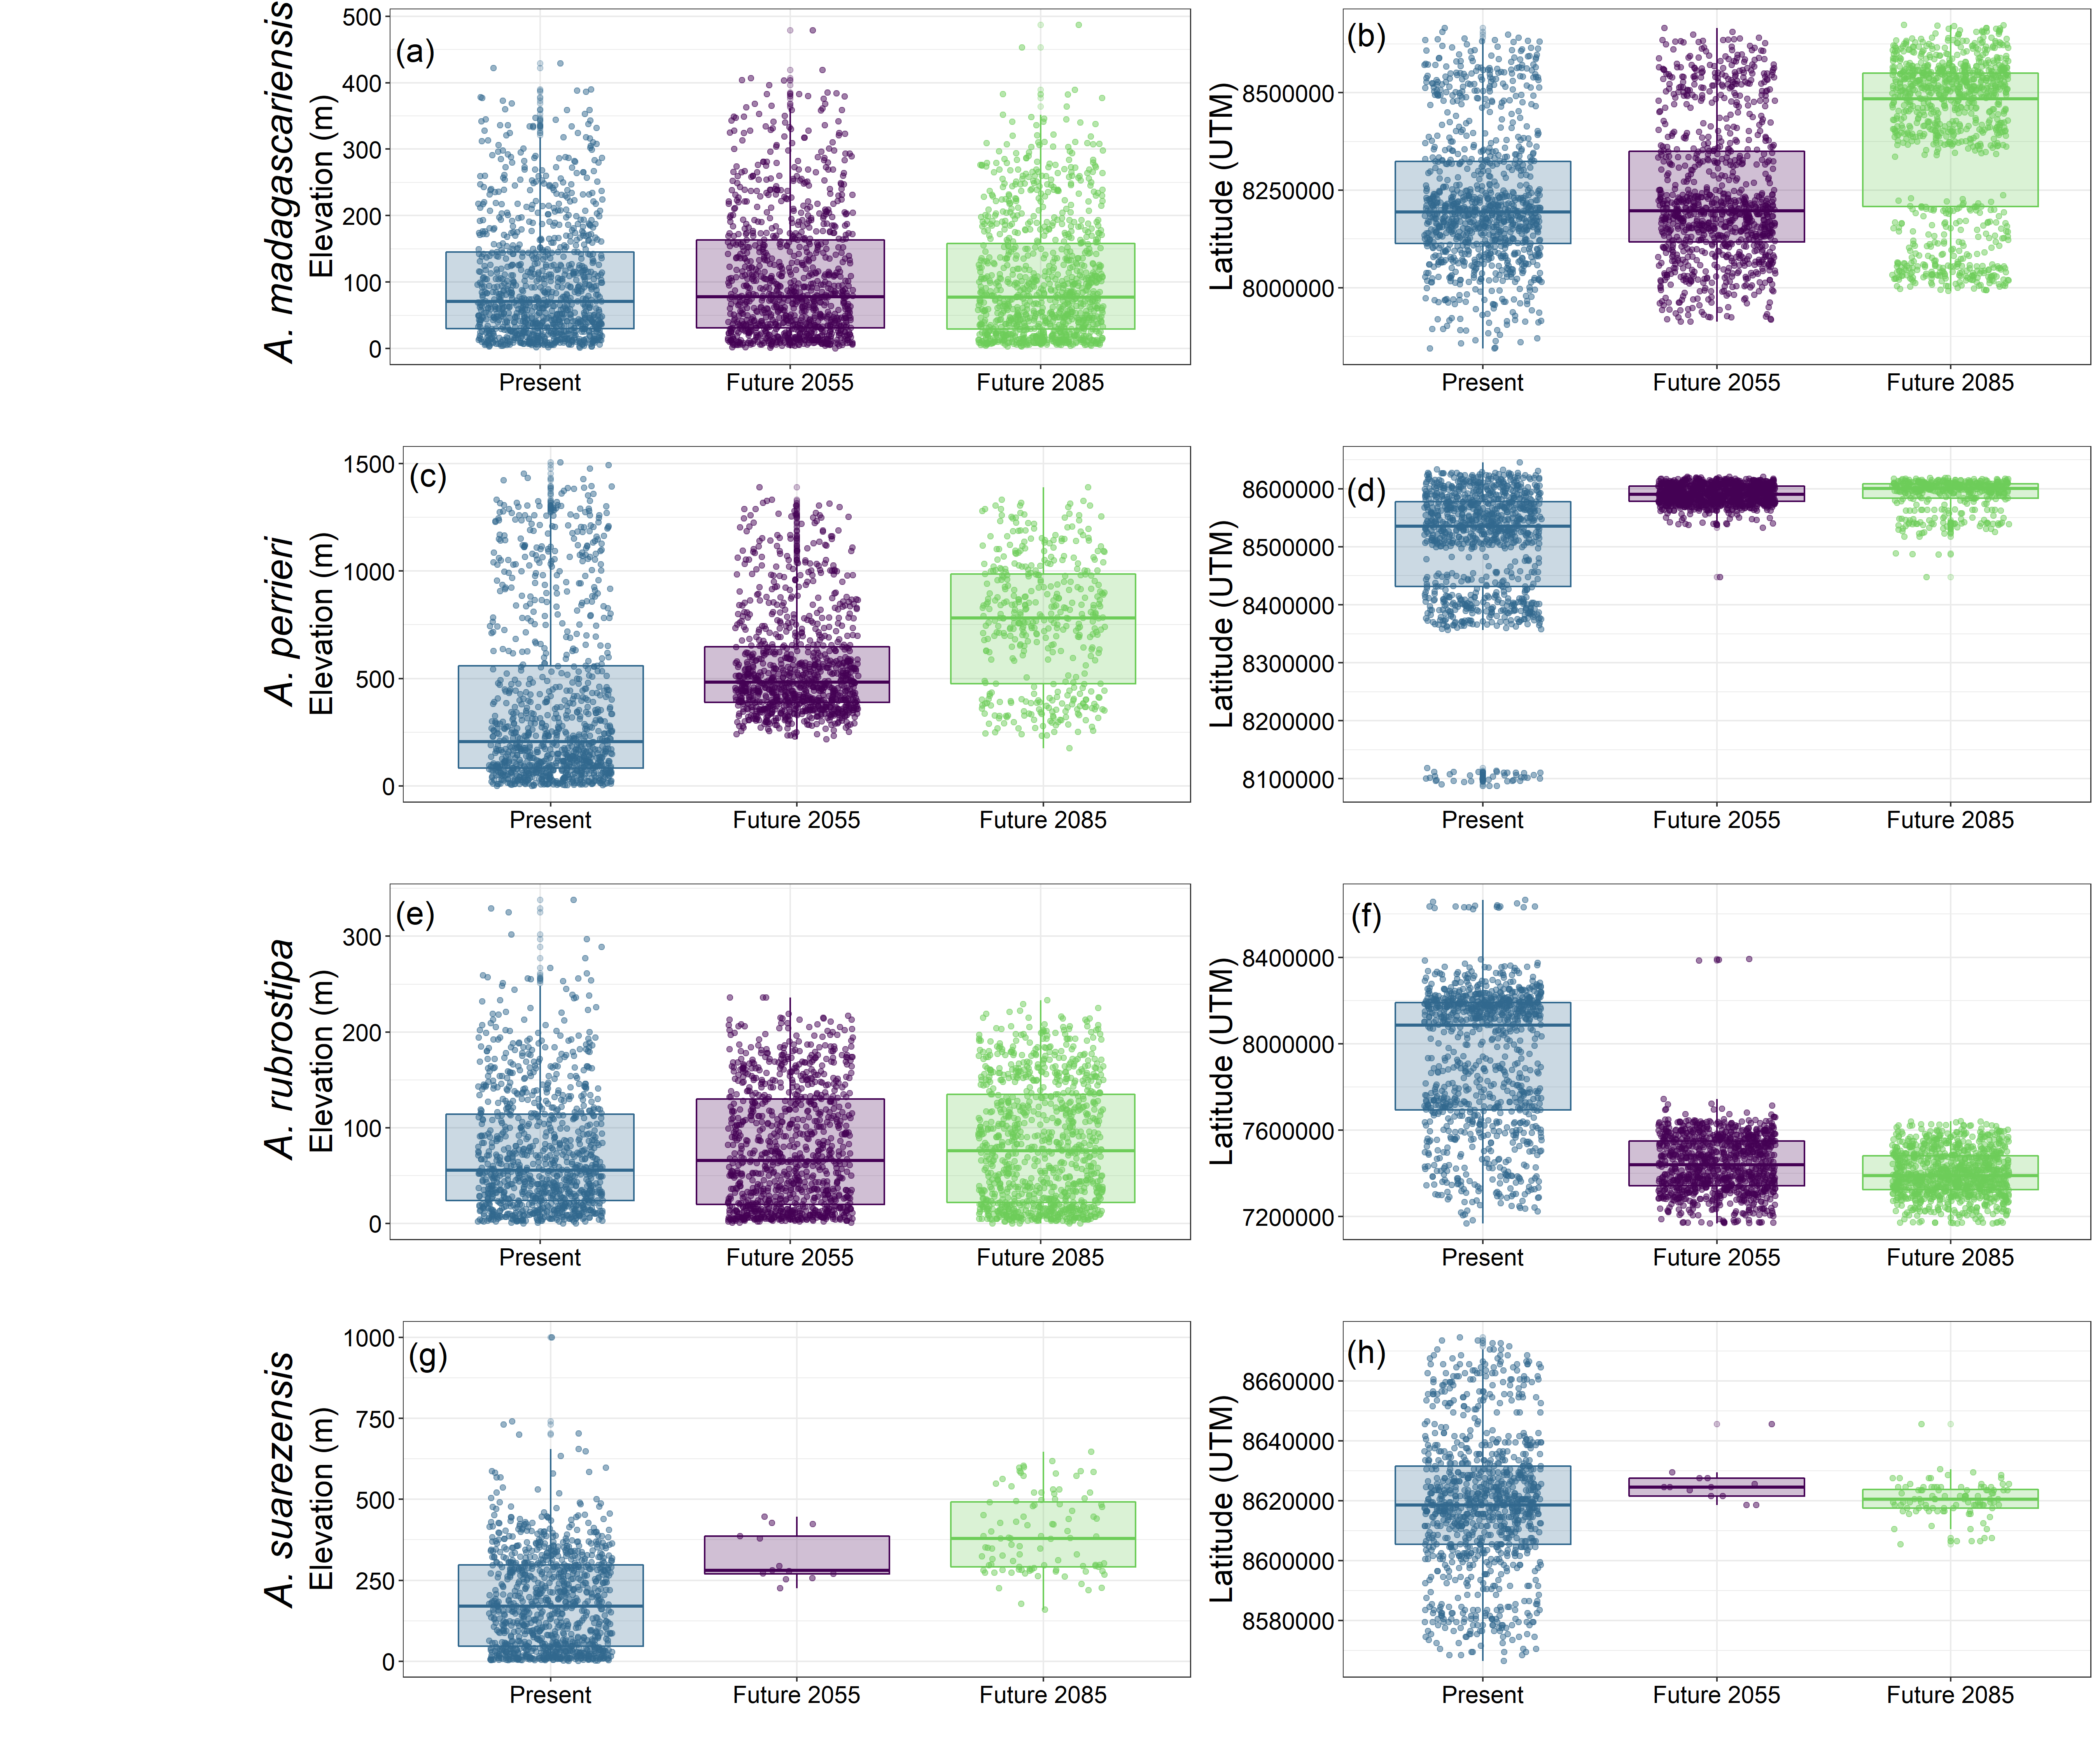 A. madagascariensis
Elevation (m)
500
400
300
200
100
0
(a)
Present
Future 2055
Future 2085
Latitude (UTM)
8500000
8250000
8000000
(b)
Present
Future 2055
Future 2085
A. perrieri
Elevation (m)
1500
1000
500
0
(c)
Present
Future 2055
Future 2085
Latitude (UTM)
8600000
8500000
8400000
8300000
8200000
8100000
(d)
Present
Future 2055
Future 2085
A. rubrostipa
Elevation (m)
300
200
100
0
(e)
Present
Future 2055
Future 2085
Latitude (UTM)
8400000
8000000
7600000
7200000
(f)
Present
Future 2055
Future 2085
A. suarezensis
Elevation (m)
1000
750
500
250
0
(g)
Present
Future 2055
Future 2085
Latitude (UTM)
8660000
8640000
8620000
8600000
8580000
(h)
Present
Future 2055
Future 2085